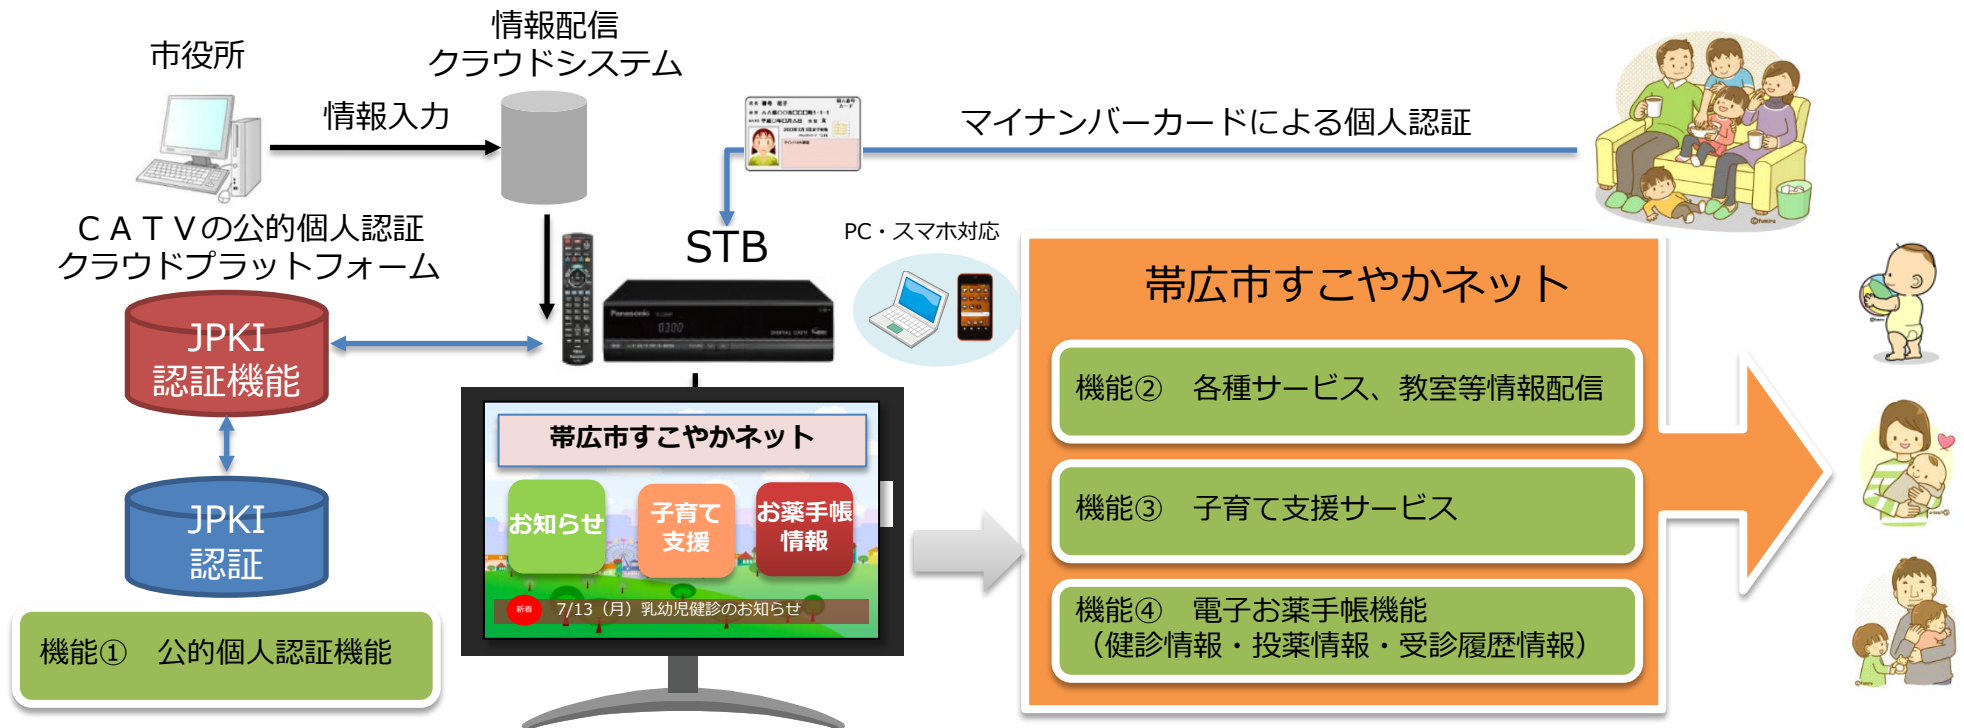 市役所
情報配信
クラウドシステム
情報入力
マイナンバーカードによる個人認証
CATVの公的個人認証
クラウドプラットフォーム
STB
PC・スマホ対応
Panasonic
0300
JPKI
認証機能
JPKI
認証
機能① 公的個人認証機能
帯広市すこやかネット
お知らせ
子育て
支援
お薬手帳
情報
新着 7/13（月）乳幼児健診のお知らせ
帯広市すこやかネット
機能② 各種サービス、教室等情報配信
機能③ 子育て支援サービス
機能④ 電子お薬手帳機能
（健診情報・投薬情報・受診履歴情報）